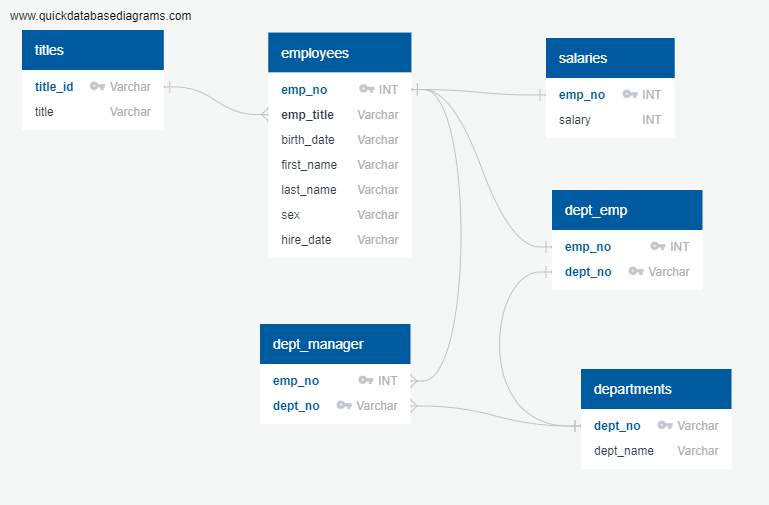 www.quickdatabasediagrams.com
titles
title_id Varchar
title Varchar
employees
emp_no INT
emp_title Varchar
birth_date Varchar
first_name Varchar
last_name Varchar
sex Varchar
hire_date Varchar
salaries
emp_no INT
salary INT
dept_emp
emp_no INT
dept_no Varchar
dept_manager
emp_no INT
dept_no Varchar
departments
dept_no Varchar
dept_name Varchar